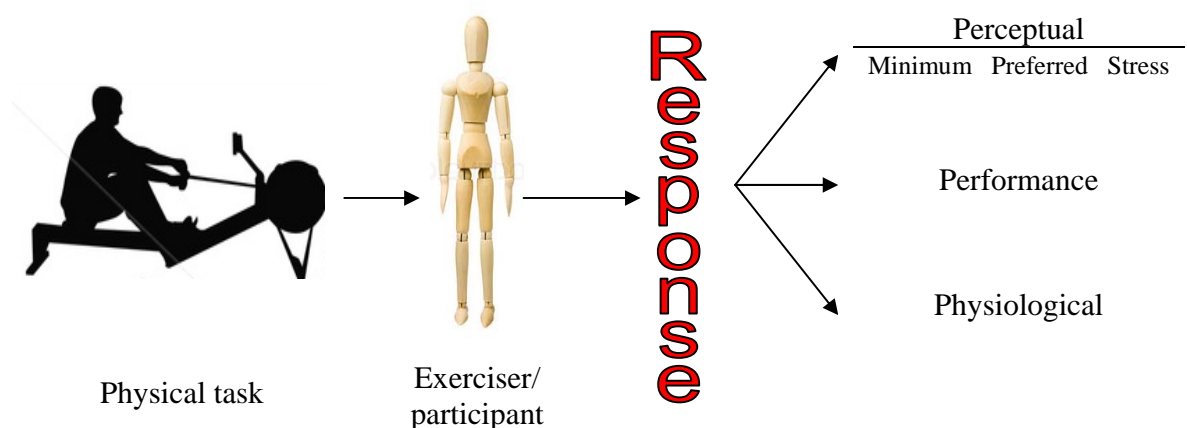 Physical task
Exerciser/
participant
Response
Perceptual
Minimum Preferred Stress
Performance
Physiological